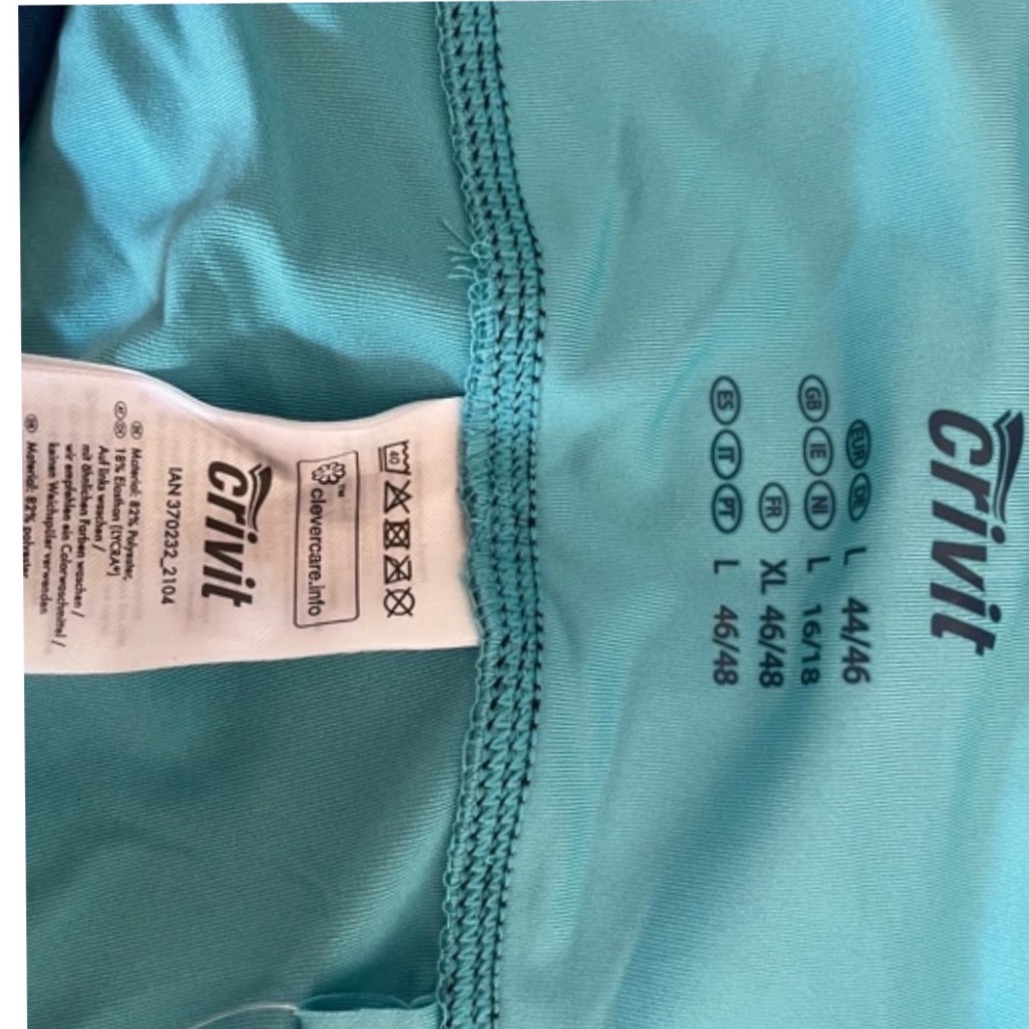 crivit
EUR DE L 44/46
GB IE NI L 16/18
FR XL 46/48
ES IT PT L 46/48
40
clevercare.info
crivit
IAN 370232_2104
Material: 82% Polyester,
18% Elasthan (LYCRA®)
Auf links waschen /
mit ähnlichen Farben waschen /
wir empfehlen ein Colorwaschmittel /
keinen Weichspüler verwenden
Material: 82% polyester